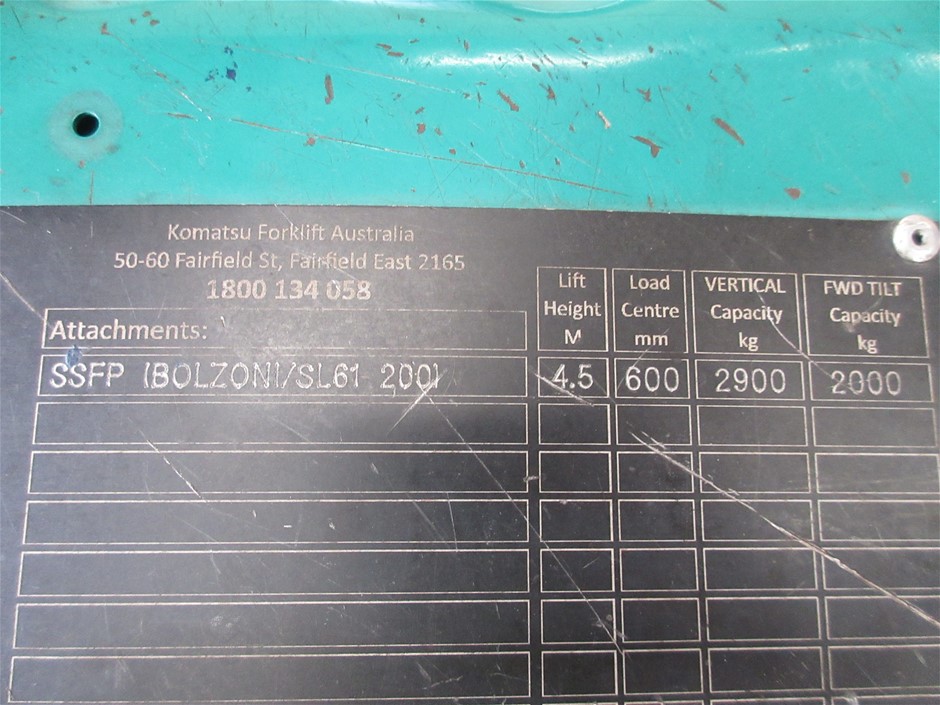 Komatsu Forklift Australia
50-60 Fairfield St, Fairfield East 2165
1800 134 058
Attachments:
Lift Height M
Load Centre mm
VERTICAL Capacity kg
FWD TILT Capacity kg
SSFP (BOLZONI/SL61 200) 4.5 600 2900 2000